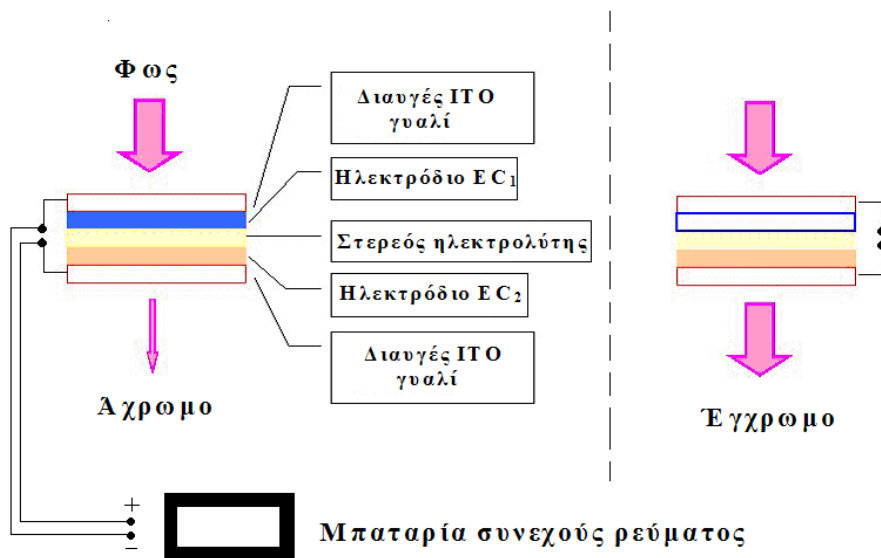 Φως
Διαυγές ΙΤΟ
γυαλί
Ηλεκτρόδιο EC₁
Στερεός ηλεκτρολύτης
Ηλεκτρόδιο EC₂
Διαυγές ΙΤΟ
γυαλί
Άχρωμο
Έγχρωμο
+
−
Μπαταρία συνεχούς ρεύματος